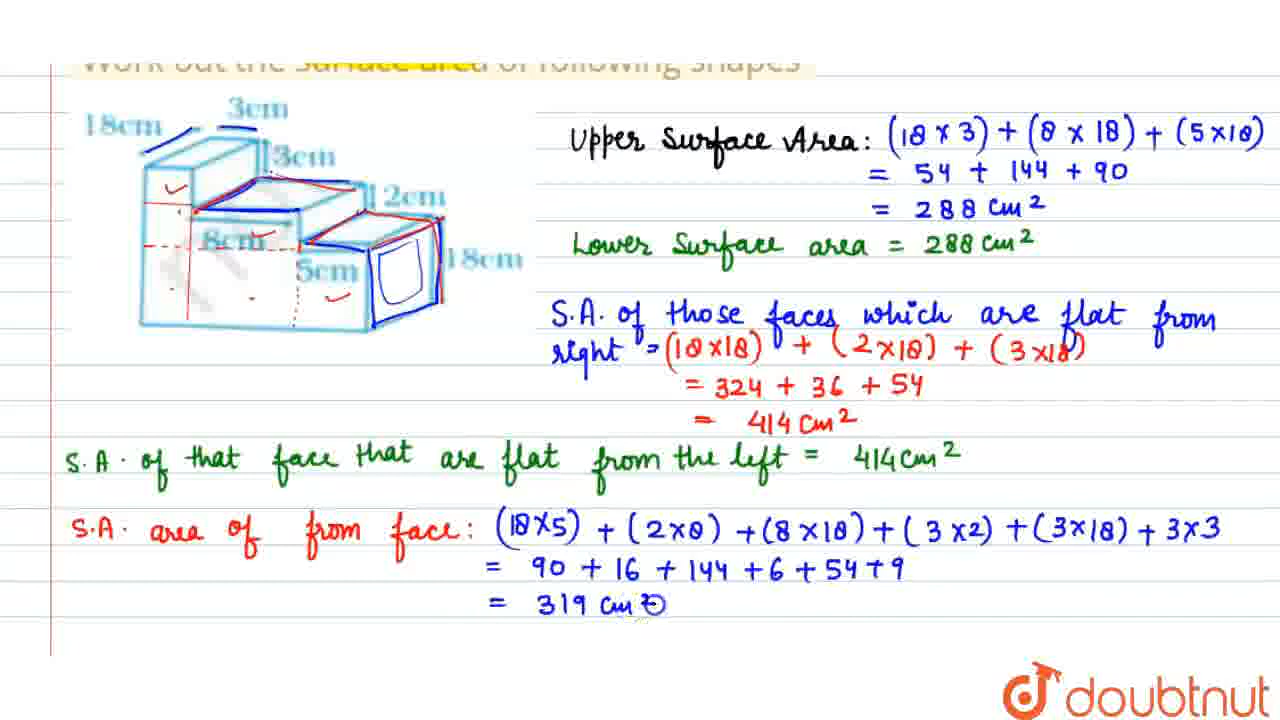 Work out the surface area of following shapes
3cm
18cm
3cm
2cm
8cm
18cm
5cm
Upper Surface Area: (18 × 3) + (8 × 18) + (5×18)
= 54 + 144 + 90
= 288 cm²
Lower Surface area = 288 cm²
S.A. of those faces which are flat from
right = (18×18) + (2×18) + (3×18)
= 324 + 36 + 54
= 414 cm²
S.A. of that face that are flat from the left = 414 cm²
S.A. area of from face: (18×5) + (2×8) + (8×18) + (3×2) + (3×18) + 3×3
= 90 + 16 + 144 + 6 + 54 + 9
= 319 cm²
doubtnut